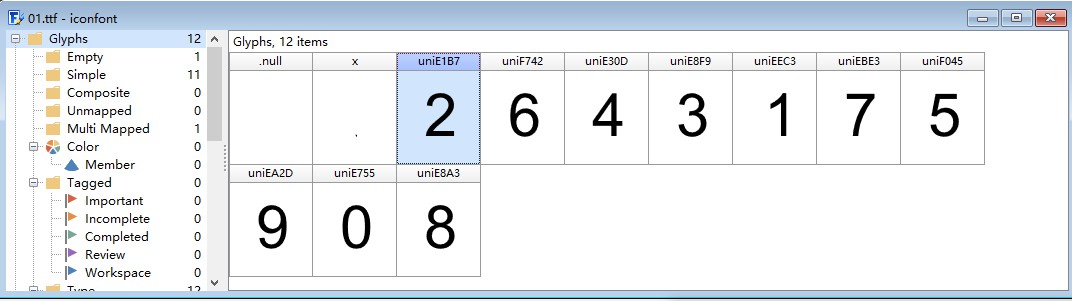 01.ttf - iconfont
Glyphs 12
Empty 1
Simple 11
Composite 0
Unmapped 0
Multi Mapped 1
Color 0
Member 0
Tagged 0
Important 0
Incomplete 0
Completed 0
Review 0
Workspace 0
Type 12
Glyphs, 12 items
.null x uniE1B7 uniF742 uniE30D uniE8F9 uniEEC3 uniEBE3 uniF045
. 2 6 4 3 1 7 5
uniEA2D uniE755 uniE8A3
9 0 8